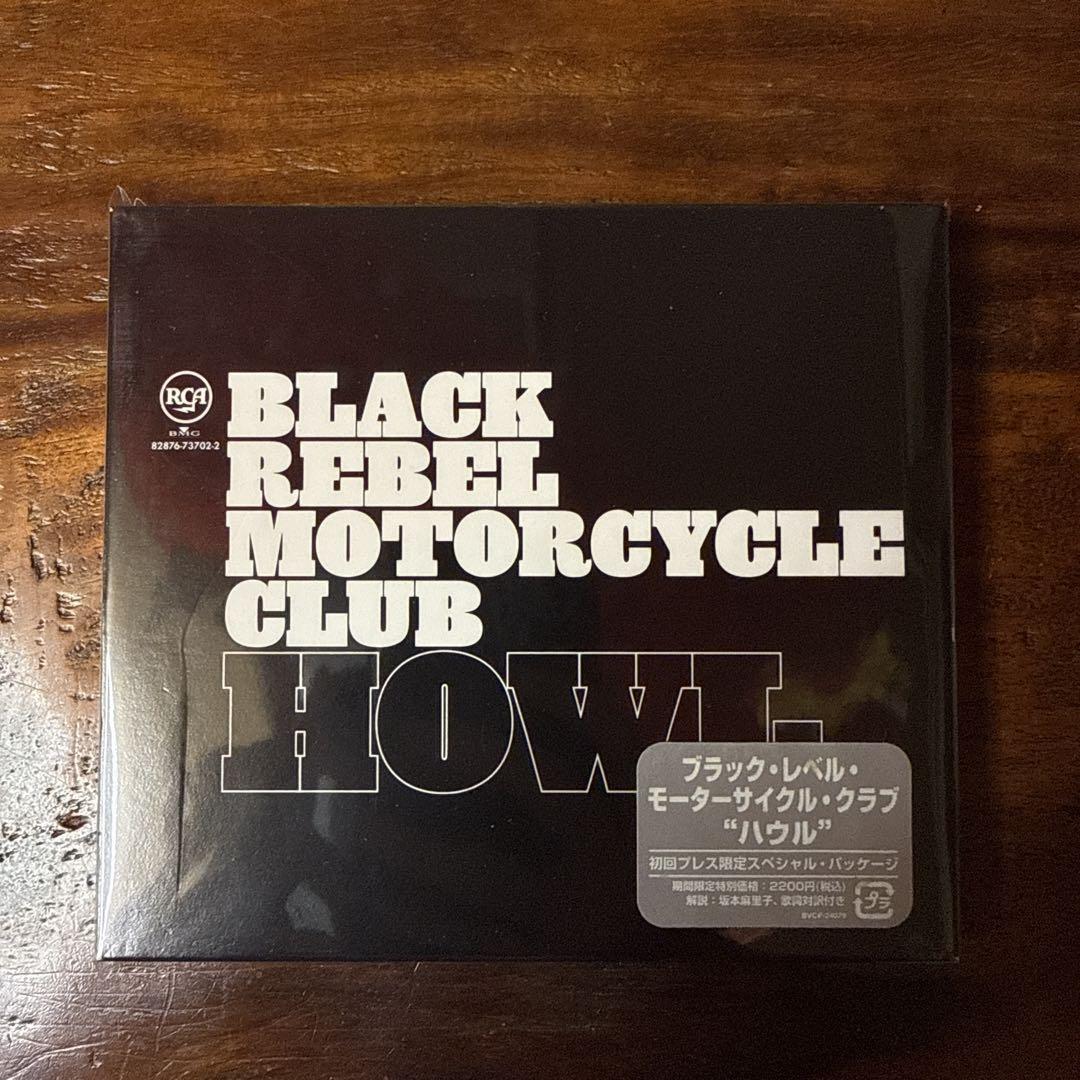 RCA
BMG
82876-73702-2
BLACK
REBEL
MOTORCYCLE
CLUB
HOWL
ブラック・レベル・
モーターサイクル・クラブ
“ハウル”
初回プレス限定スペシャル・パッケージ
期間限定特別価格：2200円(税込)
解説：坂本麻里子、歌詞対訳付き
プラ
BVCP-24079